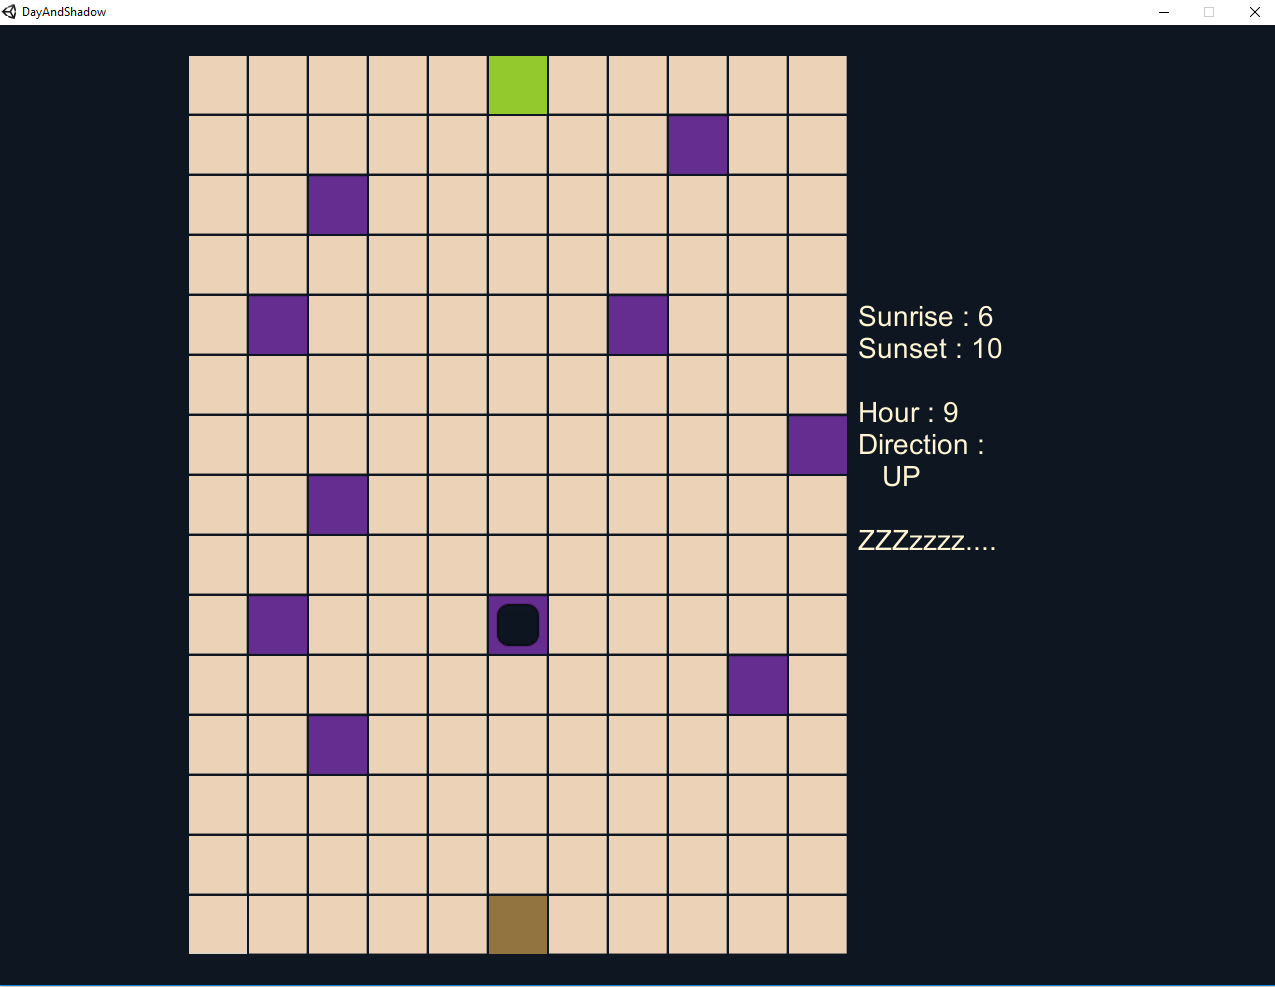 DayAndShadow
Sunrise : 6
Sunset : 10
Hour : 9
Direction :
UP
ZZZzzzz....